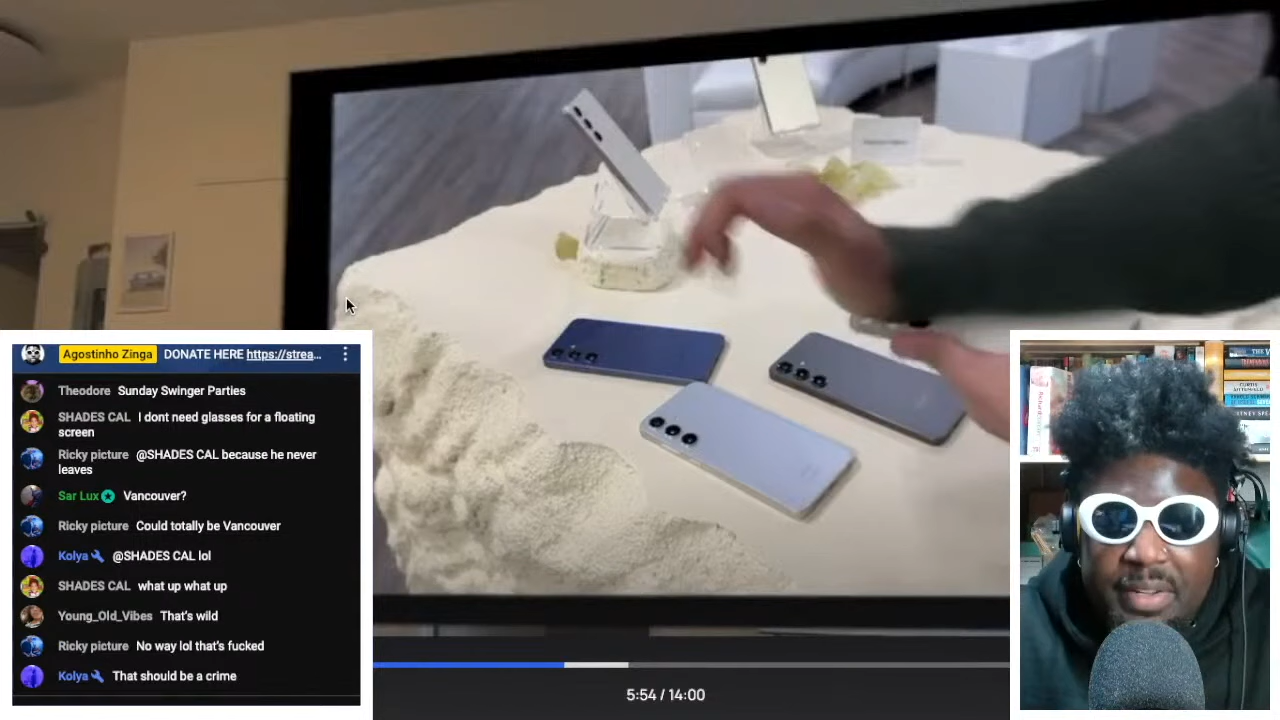 Agostinho Zinga DONATE HERE https://strea...
Theodore Sunday Swinger Parties
SHADES CAL I dont need glasses for a floating
screen
Ricky picture @SHADES CAL because he never
leaves
Sar Lux Vancouver?
Ricky picture Could totally be Vancouver
Kolya @SHADES CAL lol
SHADES CAL what up what up
Young_Old_Vibes That's wild
Ricky picture No way lol that's fucked
Kolya That should be a crime
5:54 / 14:00
CURTIS
SITTENFELD